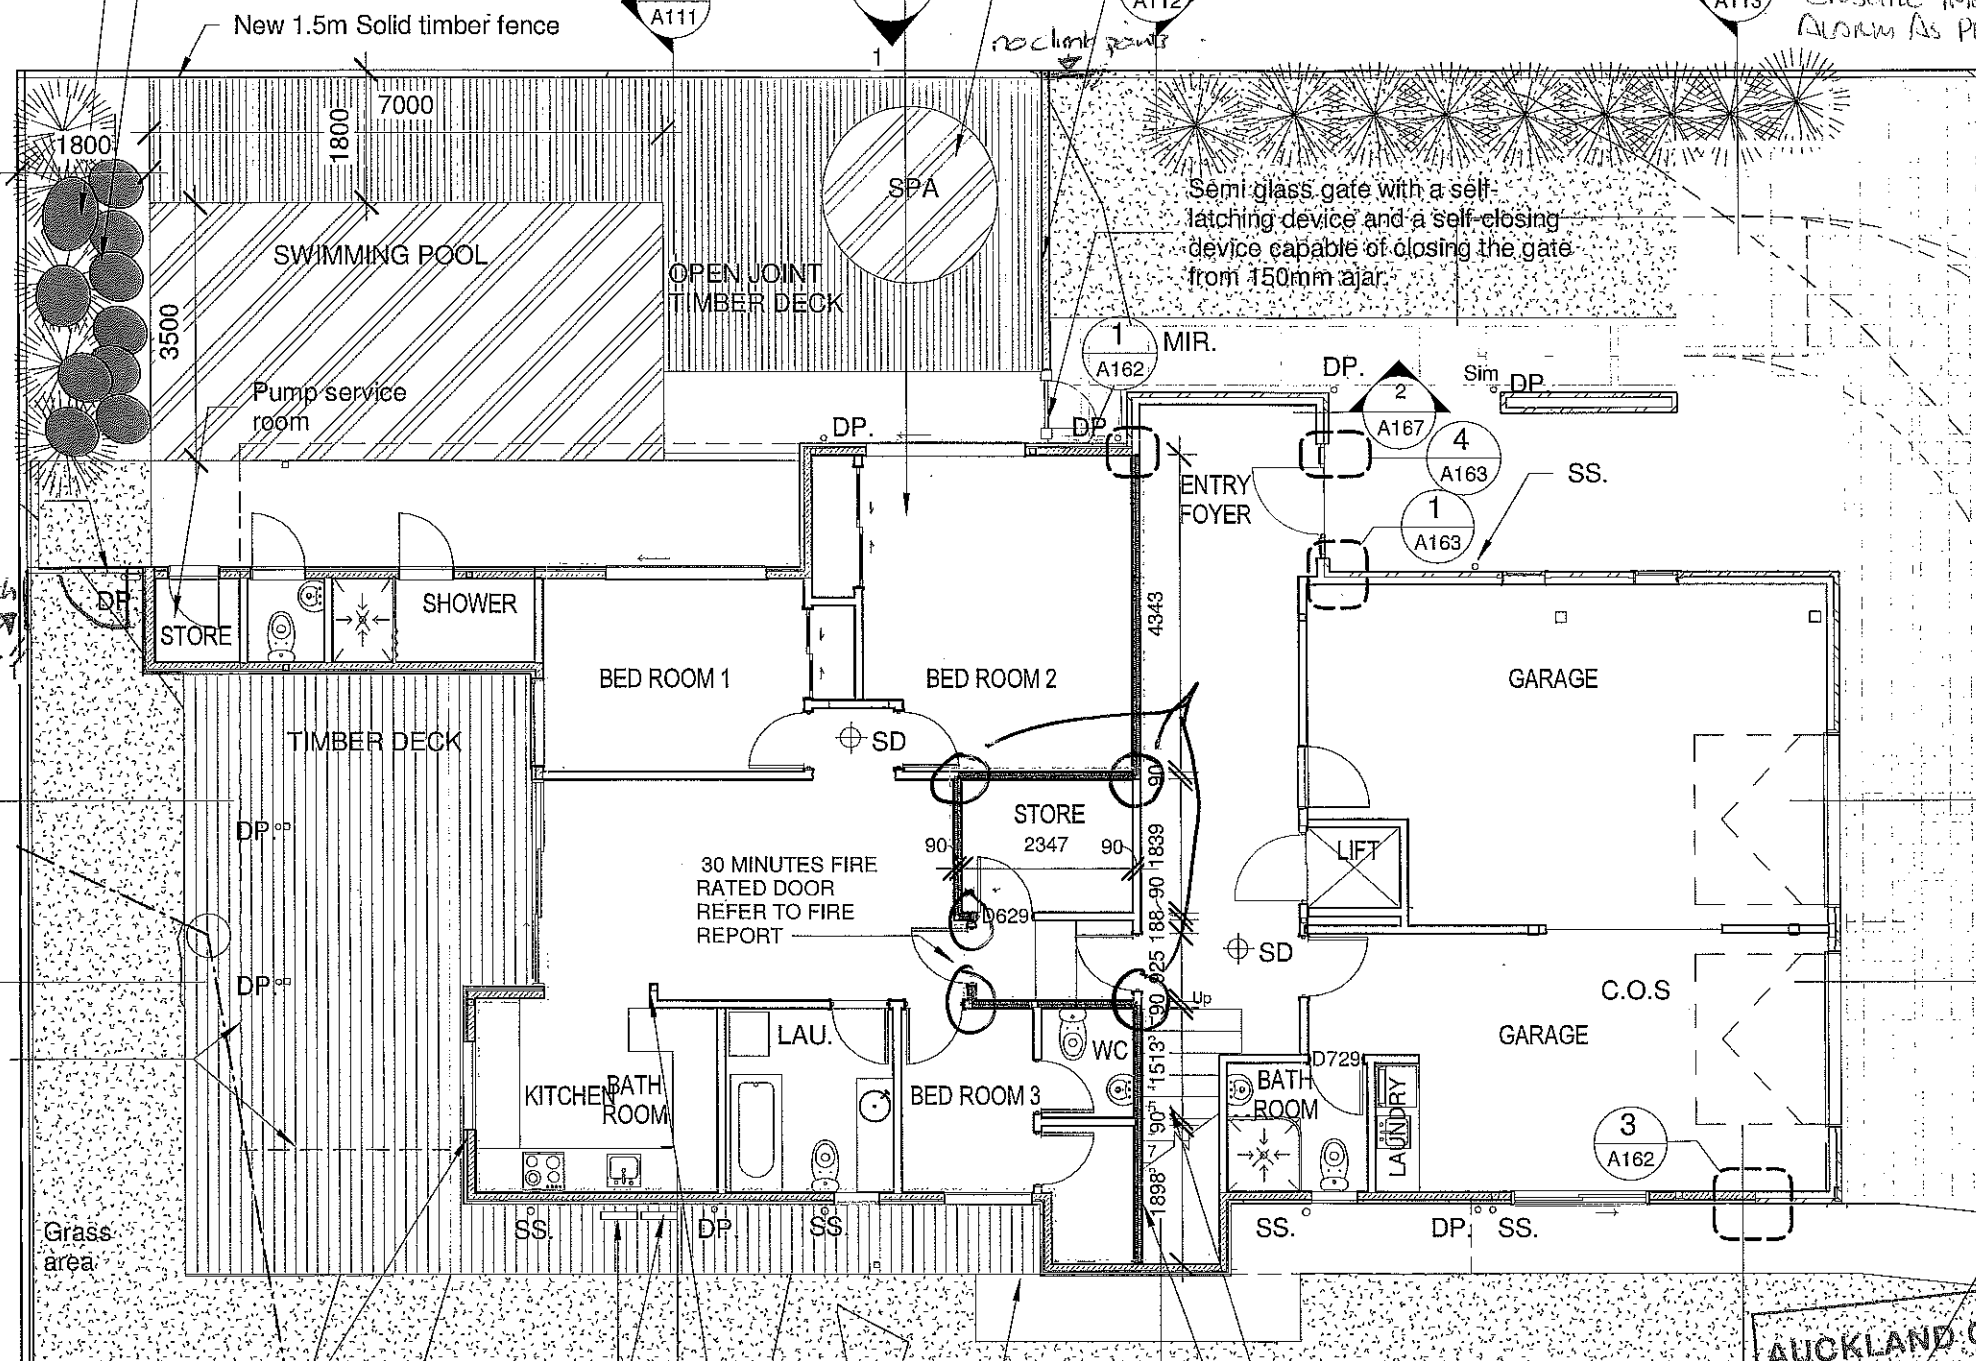 New 1.5m Solid timber fence
A111
1
A112
A113
ALARM AS
no climb points
7000
1800
1800
SPA
Semi glass gate with a self-
latching device and a self-closing
device capable of closing the gate
from 150mm ajar.
SWIMMING POOL
OPEN JOINT
TIMBER DECK
3500
Pump service
room
1
A162
MIR.
DP.
Sim
DP.
2
A167
DP.
DP.
4
A163
SS.
1
A163
ENTRY
FOYER
DP.
STORE
SHOWER
4343
BED ROOM 1
BED ROOM 2
GARAGE
TIMBER DECK
SD
90
STORE
90
2347
90
1839
LIFT
DP.
30 MINUTES FIRE
RATED DOOR
REFER TO FIRE
REPORT
90
188
D629
SD
925
DP.
90
Up
C.O.S
LAU.
WC
1513
GARAGE
D729
KITCHEN
BATH
ROOM
BED ROOM 3
BATH
ROOM
LAUNDRY
90
3
A162
1898
SS.
DP.
SS.
SS.
DP.
SS.
Grass
area
AUCKLAND